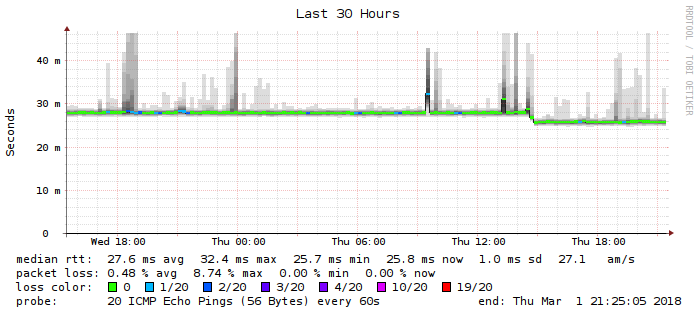 Last 30 Hours
RRDTOOL / TOBI OETIKER
Seconds
40 m
30 m
20 m
10 m
0
Wed 18:00 Thu 00:00 Thu 06:00 Thu 12:00 Thu 18:00
median rtt: 27.6 ms avg 32.4 ms max 25.7 ms min 25.8 ms now 1.0 ms sd 27.1 am/s
packet loss: 0.48 % avg 8.74 % max 0.00 % min 0.00 % now
loss color: 0 1/20 2/20 3/20 4/20 10/20 19/20
probe: 20 ICMP Echo Pings (56 Bytes) every 60s end: Thu Mar 1 21:25:05 2018